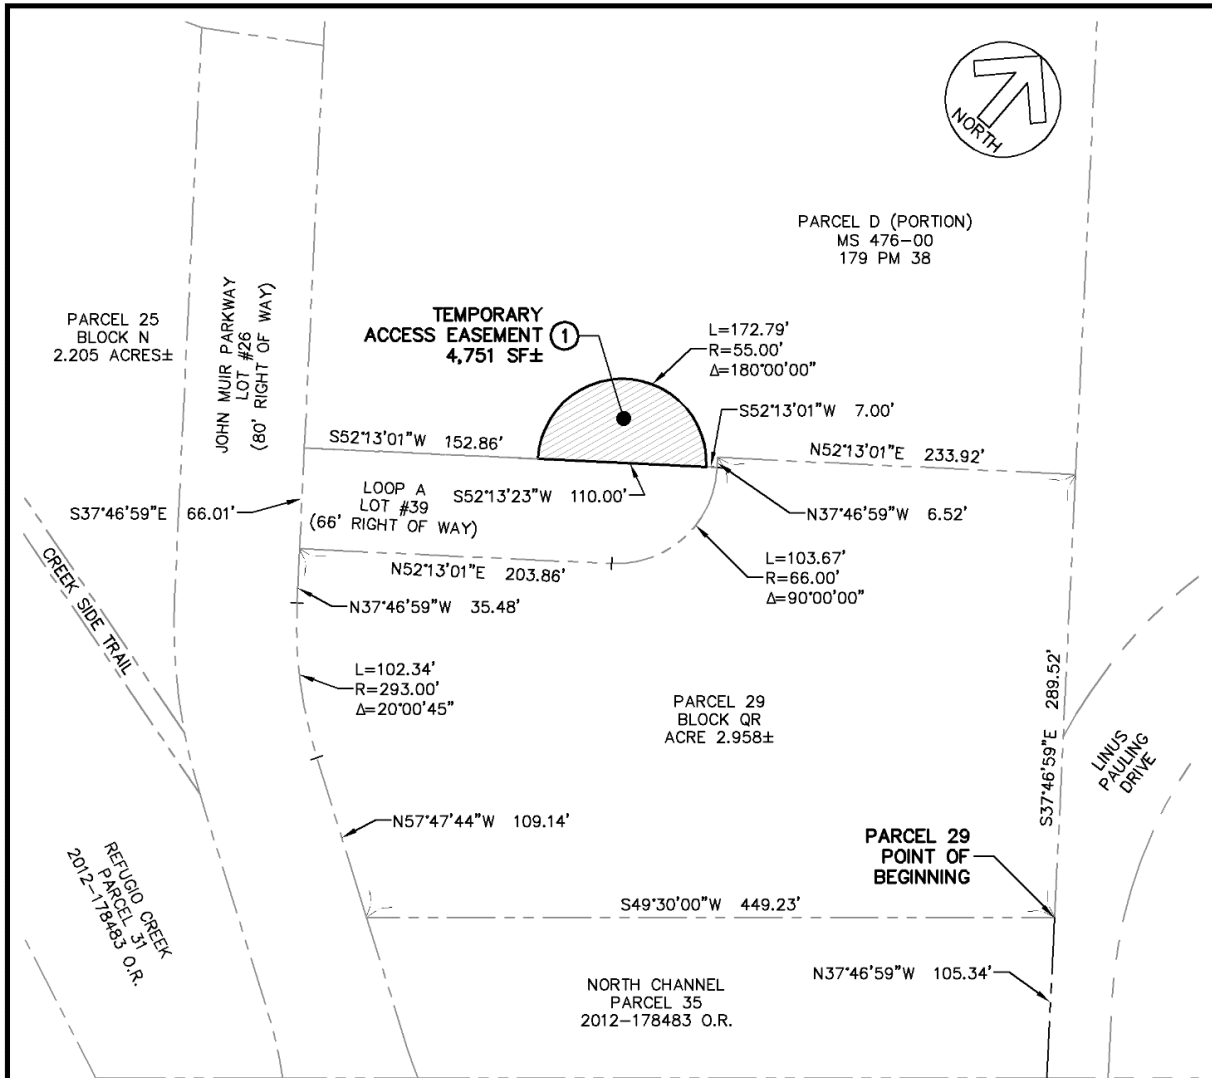 NORTH
PARCEL D (PORTION)
MS 476-00
179 PM 38
PARCEL 25
BLOCK N
2.205 ACRES±
JOHN MUIR PARKWAY
LOT #26
(80' RIGHT OF WAY)
TEMPORARY
ACCESS EASEMENT
4,751 SF±
1
L=172.79'
R=55.00'
Δ=180°00'00"
S52°13'01"W 7.00'
S52°13'01"W 152.86'
N52°13'01"E 233.92'
LOOP A
LOT #39
(66' RIGHT OF WAY)
S52°13'23"W 110.00'
S37°46'59"E 66.01'
N37°46'59"W 6.52'
N52°13'01"E 203.86'
L=103.67'
R=66.00'
Δ=90°00'00"
N37°46'59"W 35.48'
CREEK SIDE TRAIL
L=102.34'
R=293.00'
Δ=20°00'45"
PARCEL 29
BLOCK QR
ACRE 2.958±
S37°46'59"E 289.52'
LINUS
PAULING
DRIVE
N57°47'44"W 109.14'
PARCEL 29
POINT OF
BEGINNING
REFUGIO CREEK
PARCEL 31
2012-178483 O.R.
S49°30'00"W 449.23'
N37°46'59"W 105.34'
NORTH CHANNEL
PARCEL 35
2012-178483 O.R.